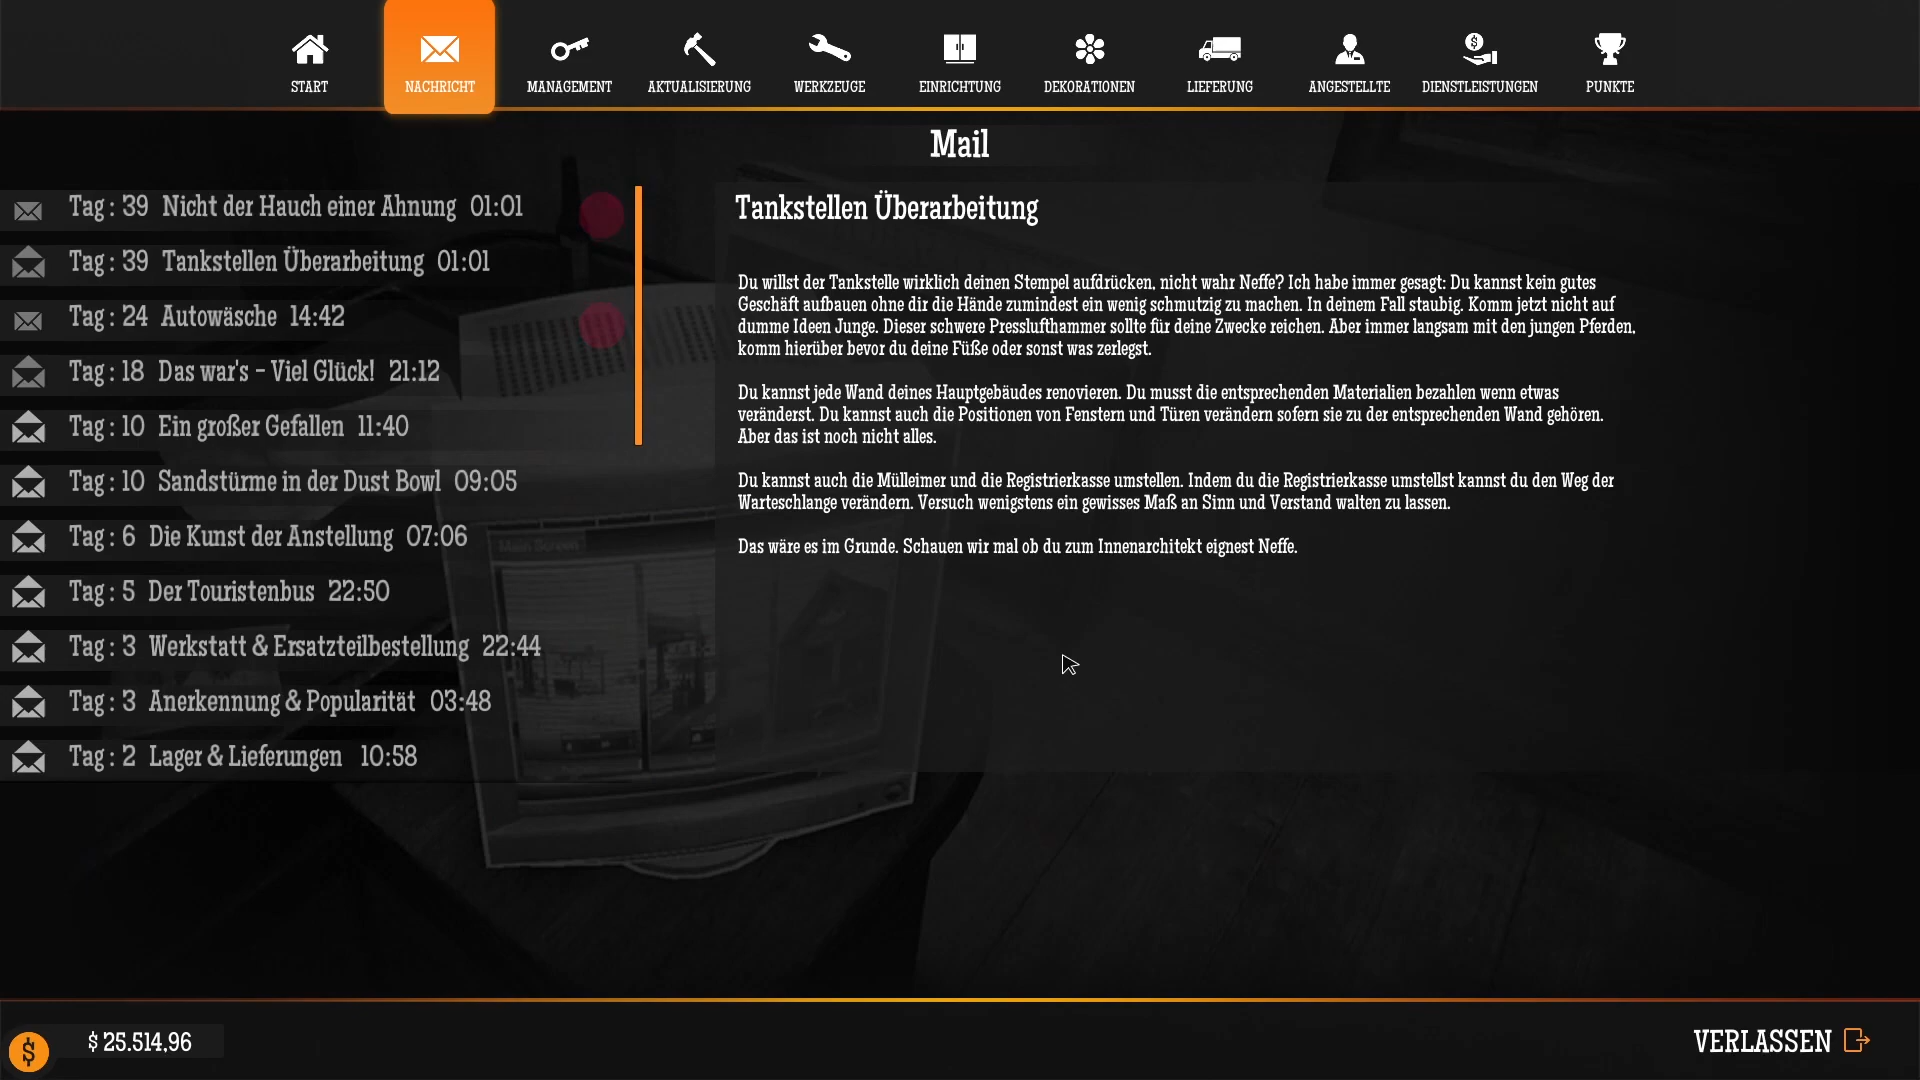 START
NACHRICHT
MANAGEMENT
AKTUALISIERUNG
WERKZEUGE
EINRICHTUNG
DEKORATIONEN
LIEFERUNG
ANGESTELLTE
DIENSTLEISTUNGEN
PUNKTE
Mail
Tag : 39 Nicht der Hauch einer Ahnung 01:01
Tag : 39 Tankstellen Überarbeitung 01:01
Tag : 24 Autowäsche 14:42
Tag : 18 Das war's - Viel Glück! 21:12
Tag : 10 Ein großer Gefallen 11:40
Tag : 10 Sandstürme in der Dust Bowl 09:05
Tag : 6 Die Kunst der Anstellung 07:06
Tag : 5 Der Touristenbus 22:50
Tag : 3 Werkstatt & Ersatzteilbestellung 22:44
Tag : 3 Anerkennung & Popularität 03:48
Tag : 2 Lager & Lieferungen 10:58
Tankstellen Überarbeitung
Du willst der Tankstelle wirklich deinen Stempel aufdrücken, nicht wahr Neffe? Ich habe immer gesagt: Du kannst kein gutes
Geschäft aufbauen ohne dir die Hände zumindest ein wenig schmutzig zu machen. In deinem Fall staubig. Komm jetzt nicht auf
dumme Ideen Junge. Dieser schwere Presslufthammer sollte für deine Zwecke reichen. Aber immer langsam mit den jungen Pferden,
komm hierüber bevor du deine Füße oder sonst was zerlegst.
Du kannst jede Wand deines Hauptgebäudes renovieren. Du musst die entsprechenden Materialien bezahlen wenn etwas
veränderst. Du kannst auch die Positionen von Fenstern und Türen verändern sofern sie zu der entsprechenden Wand gehören.
Aber das ist noch nicht alles.
Du kannst auch die Mülleimer und die Registrierkasse umstellen. Indem du die Registrierkasse umstellst kannst du den Weg der
Warteschlange verändern. Versuch wenigstens ein gewisses Maß an Sinn und Verstand walten zu lassen.
Das wäre es im Grunde. Schauen wir mal ob du zum Innenarchitekt eignest Neffe.
Main Screen
$ 25.514,96
VERLASSEN